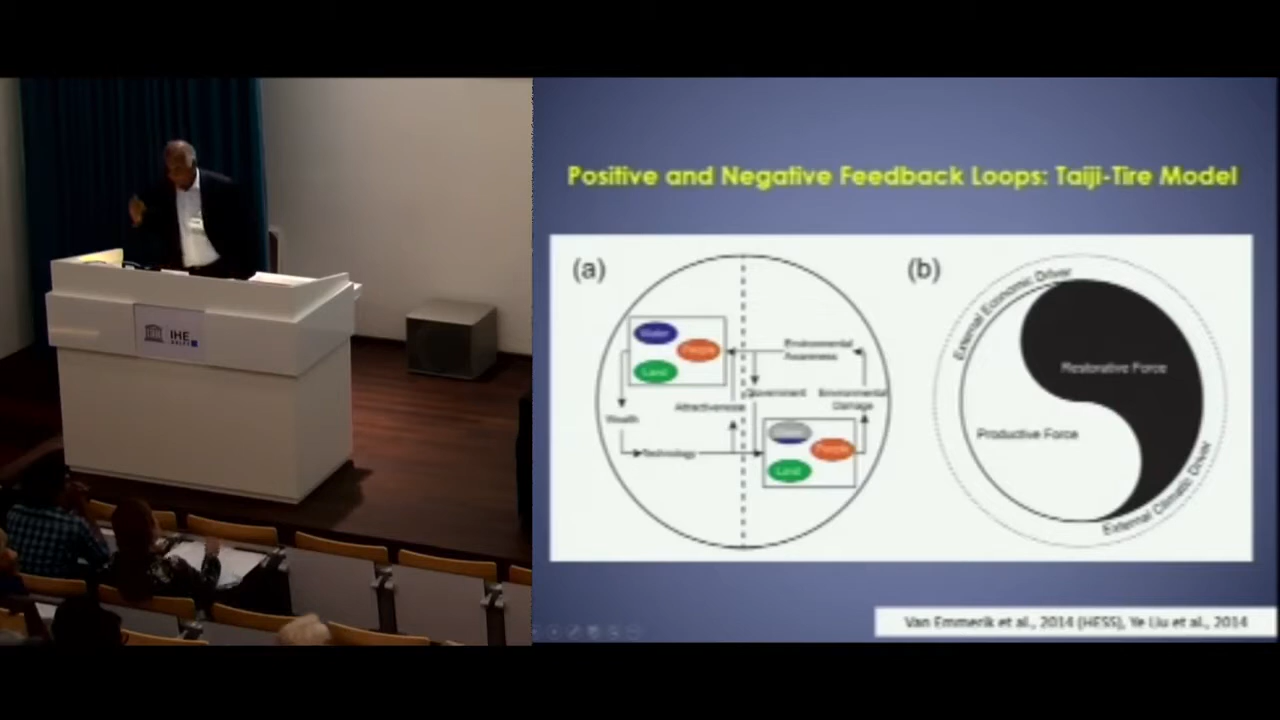 IHE
DELFT
Positive and Negative Feedback Loops: Taiji-Tire Model
(a)
Water
People
Land
Environmental
Awareness
Attractiveness
Government
Environmental
Damage
Wealth
Technology
People
Land
(b)
External Economic Driver
Restorative Force
Productive Force
External Climatic Driver
Van Emmerik et al., 2014 (HESS), Ye Liu et al., 2014